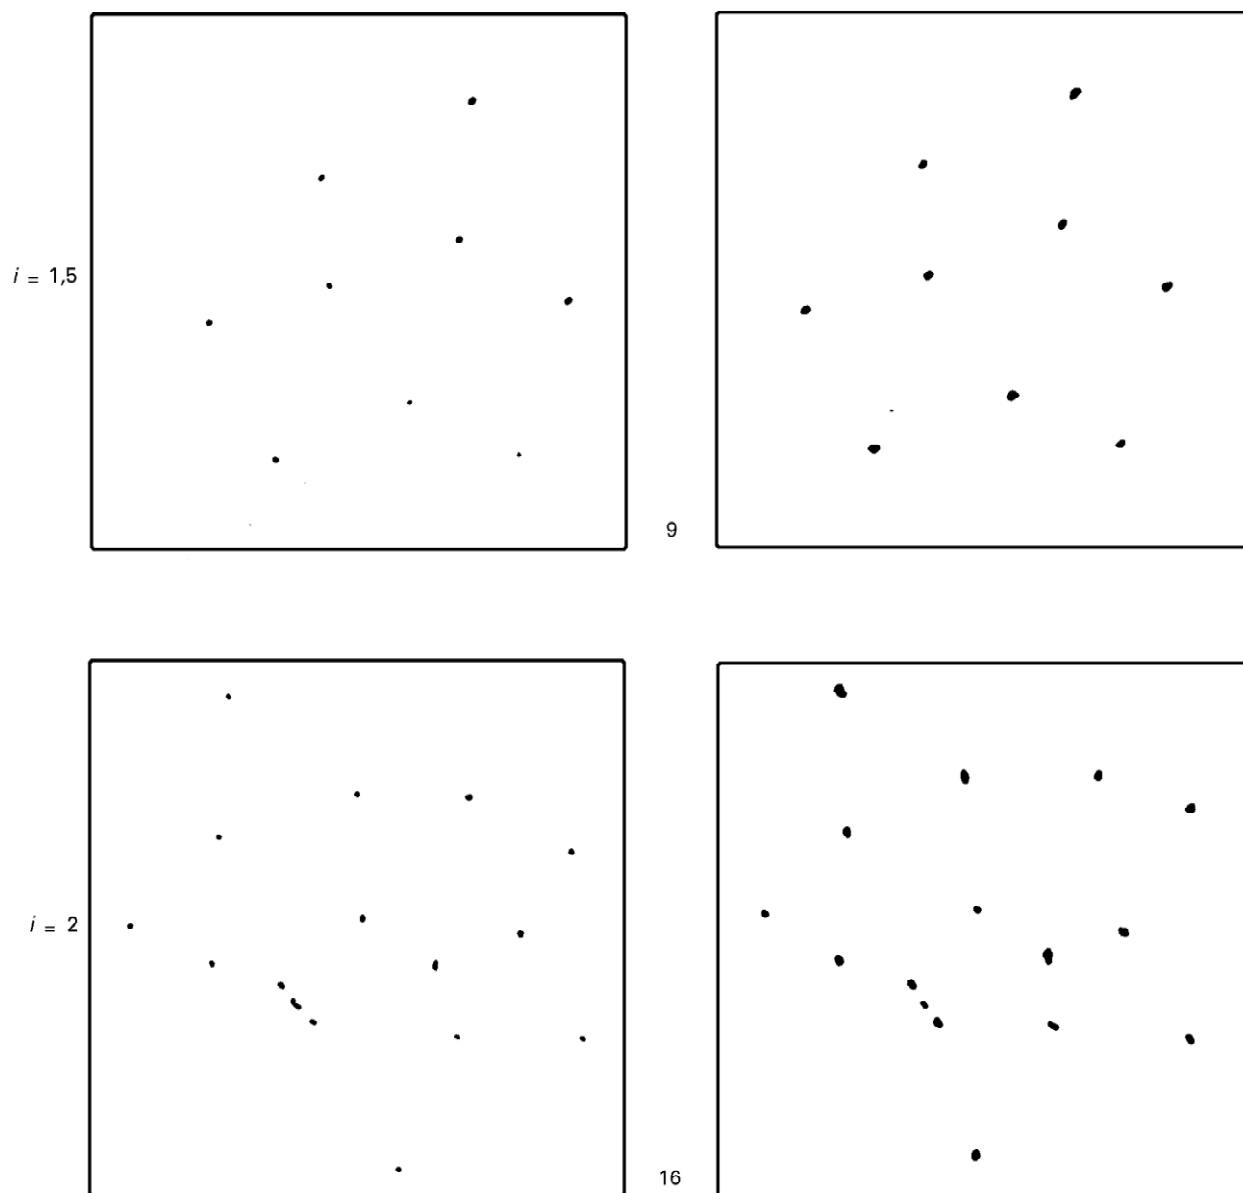 i = 1,5
9
i = 2
16